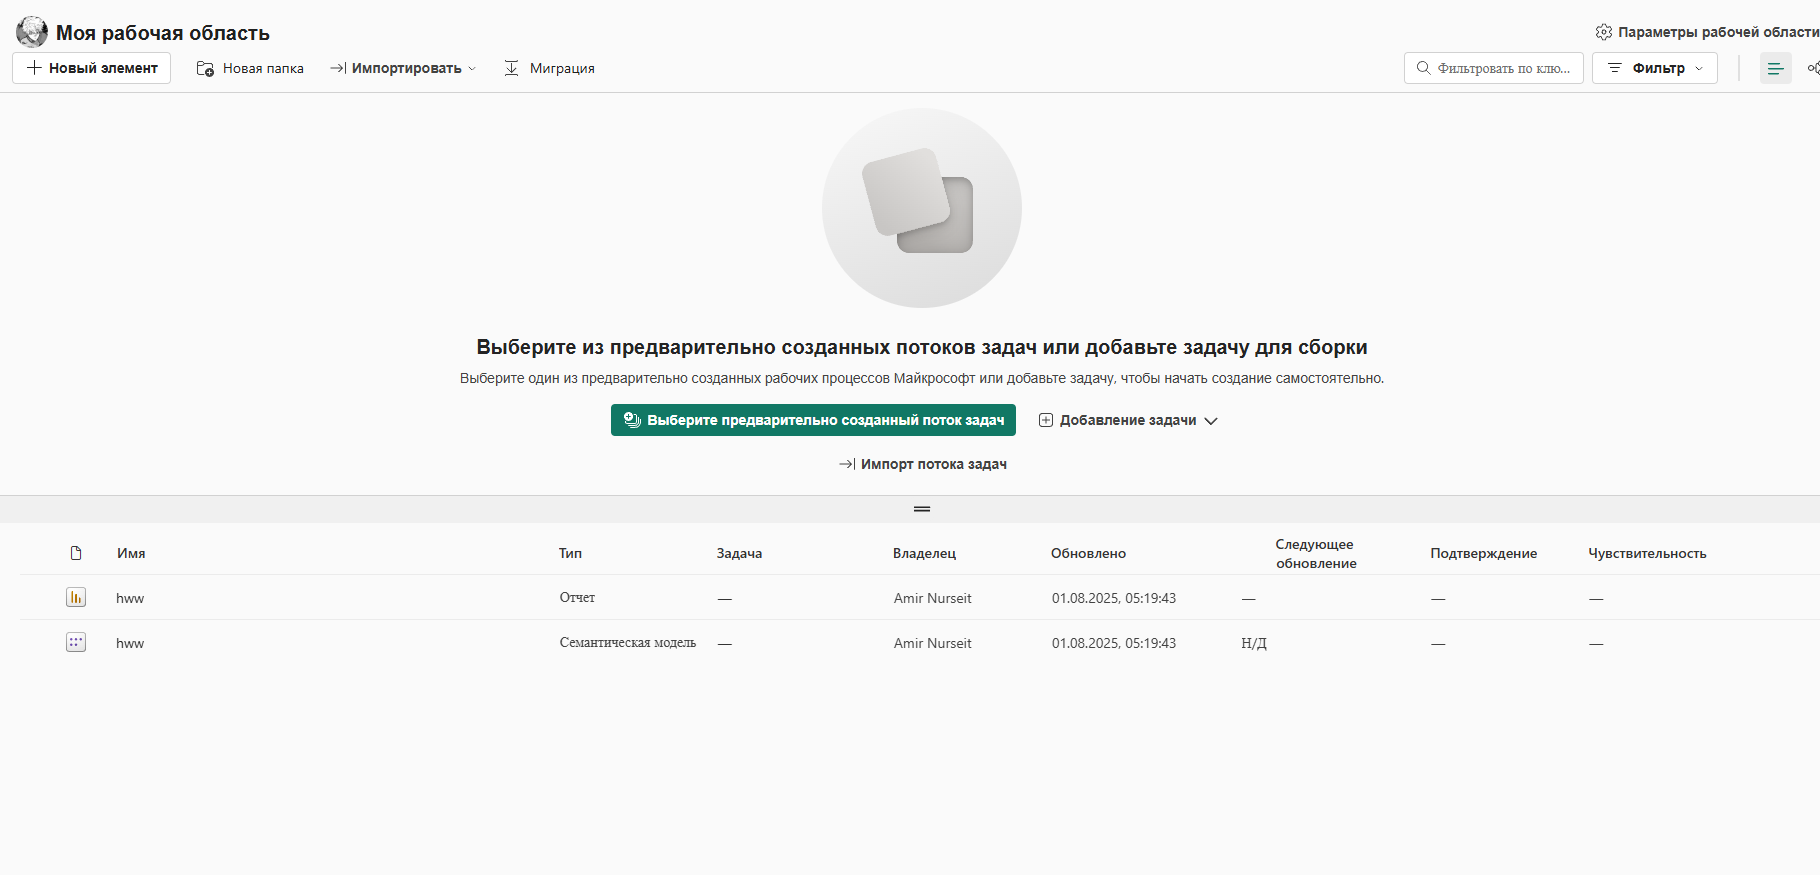 Моя рабочая область
Параметры рабочей области
Новый элемент
Новая папка
Импортировать
Миграция
Фильтровать по клю...
Фильтр
Выберите из предварительно созданных потоков задач или добавьте задачу для сборки
Выберите один из предварительно созданных рабочих процессов Майкрософт или добавьте задачу, чтобы начать создание самостоятельно.
Выберите предварительно созданный поток задач
Добавление задачи
Импорт потока задач
Имя Тип Задача Владелец Обновлено Следующее обновление Подтверждение Чувствительность
hww Отчет — Amir Nurseit 01.08.2025, 05:19:43 — — —
hww Семантическая модель — Amir Nurseit 01.08.2025, 05:19:43 Н/Д — —